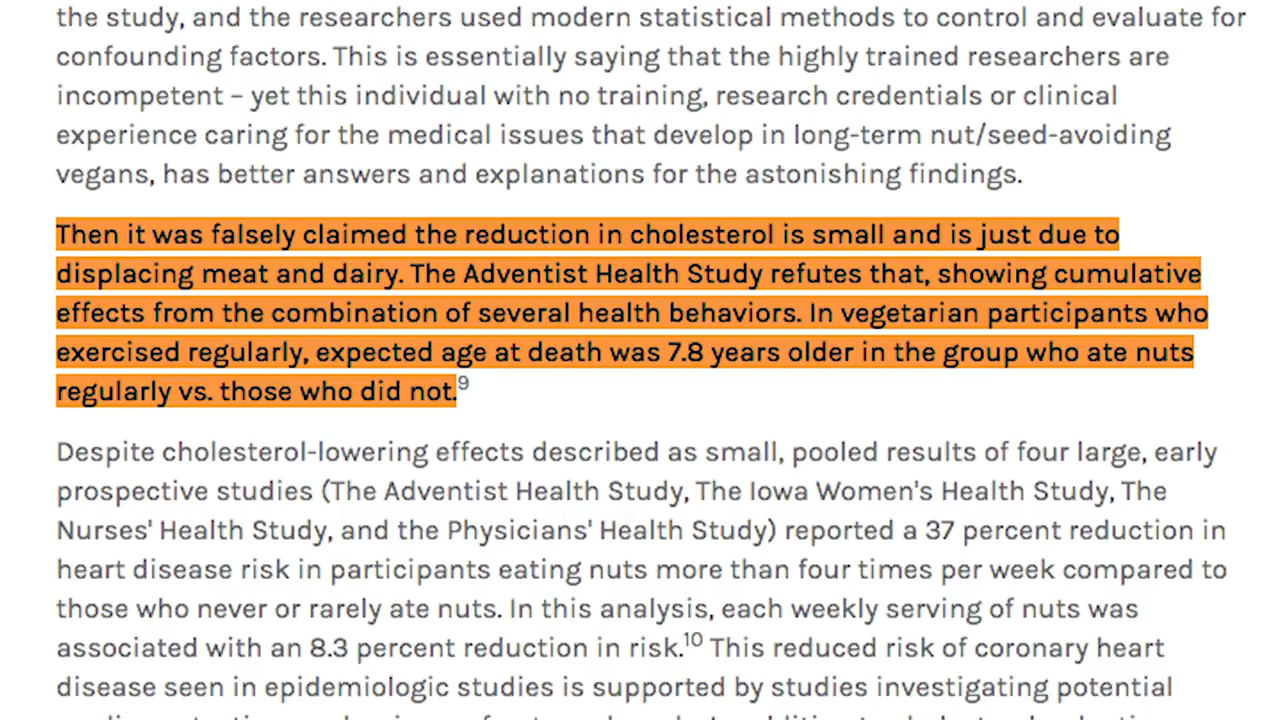 the study, and the researchers used modern statistical methods to control and evaluate for
confounding factors. This is essentially saying that the highly trained researchers are
incompetent – yet this individual with no training, research credentials or clinical
experience caring for the medical issues that develop in long-term nut/seed-avoiding
vegans, has better answers and explanations for the astonishing findings.
Then it was falsely claimed the reduction in cholesterol is small and is just due to
displacing meat and dairy. The Adventist Health Study refutes that, showing cumulative
effects from the combination of several health behaviors. In vegetarian participants who
exercised regularly, expected age at death was 7.8 years older in the group who ate nuts
regularly vs. those who did not.9
Despite cholesterol-lowering effects described as small, pooled results of four large, early
prospective studies (The Adventist Health Study, The Iowa Women's Health Study, The
Nurses' Health Study, and the Physicians' Health Study) reported a 37 percent reduction in
heart disease risk in participants eating nuts more than four times per week compared to
those who never or rarely ate nuts. In this analysis, each weekly serving of nuts was
associated with an 8.3 percent reduction in risk.10 This reduced risk of coronary heart
disease seen in epidemiologic studies is supported by studies investigating potential